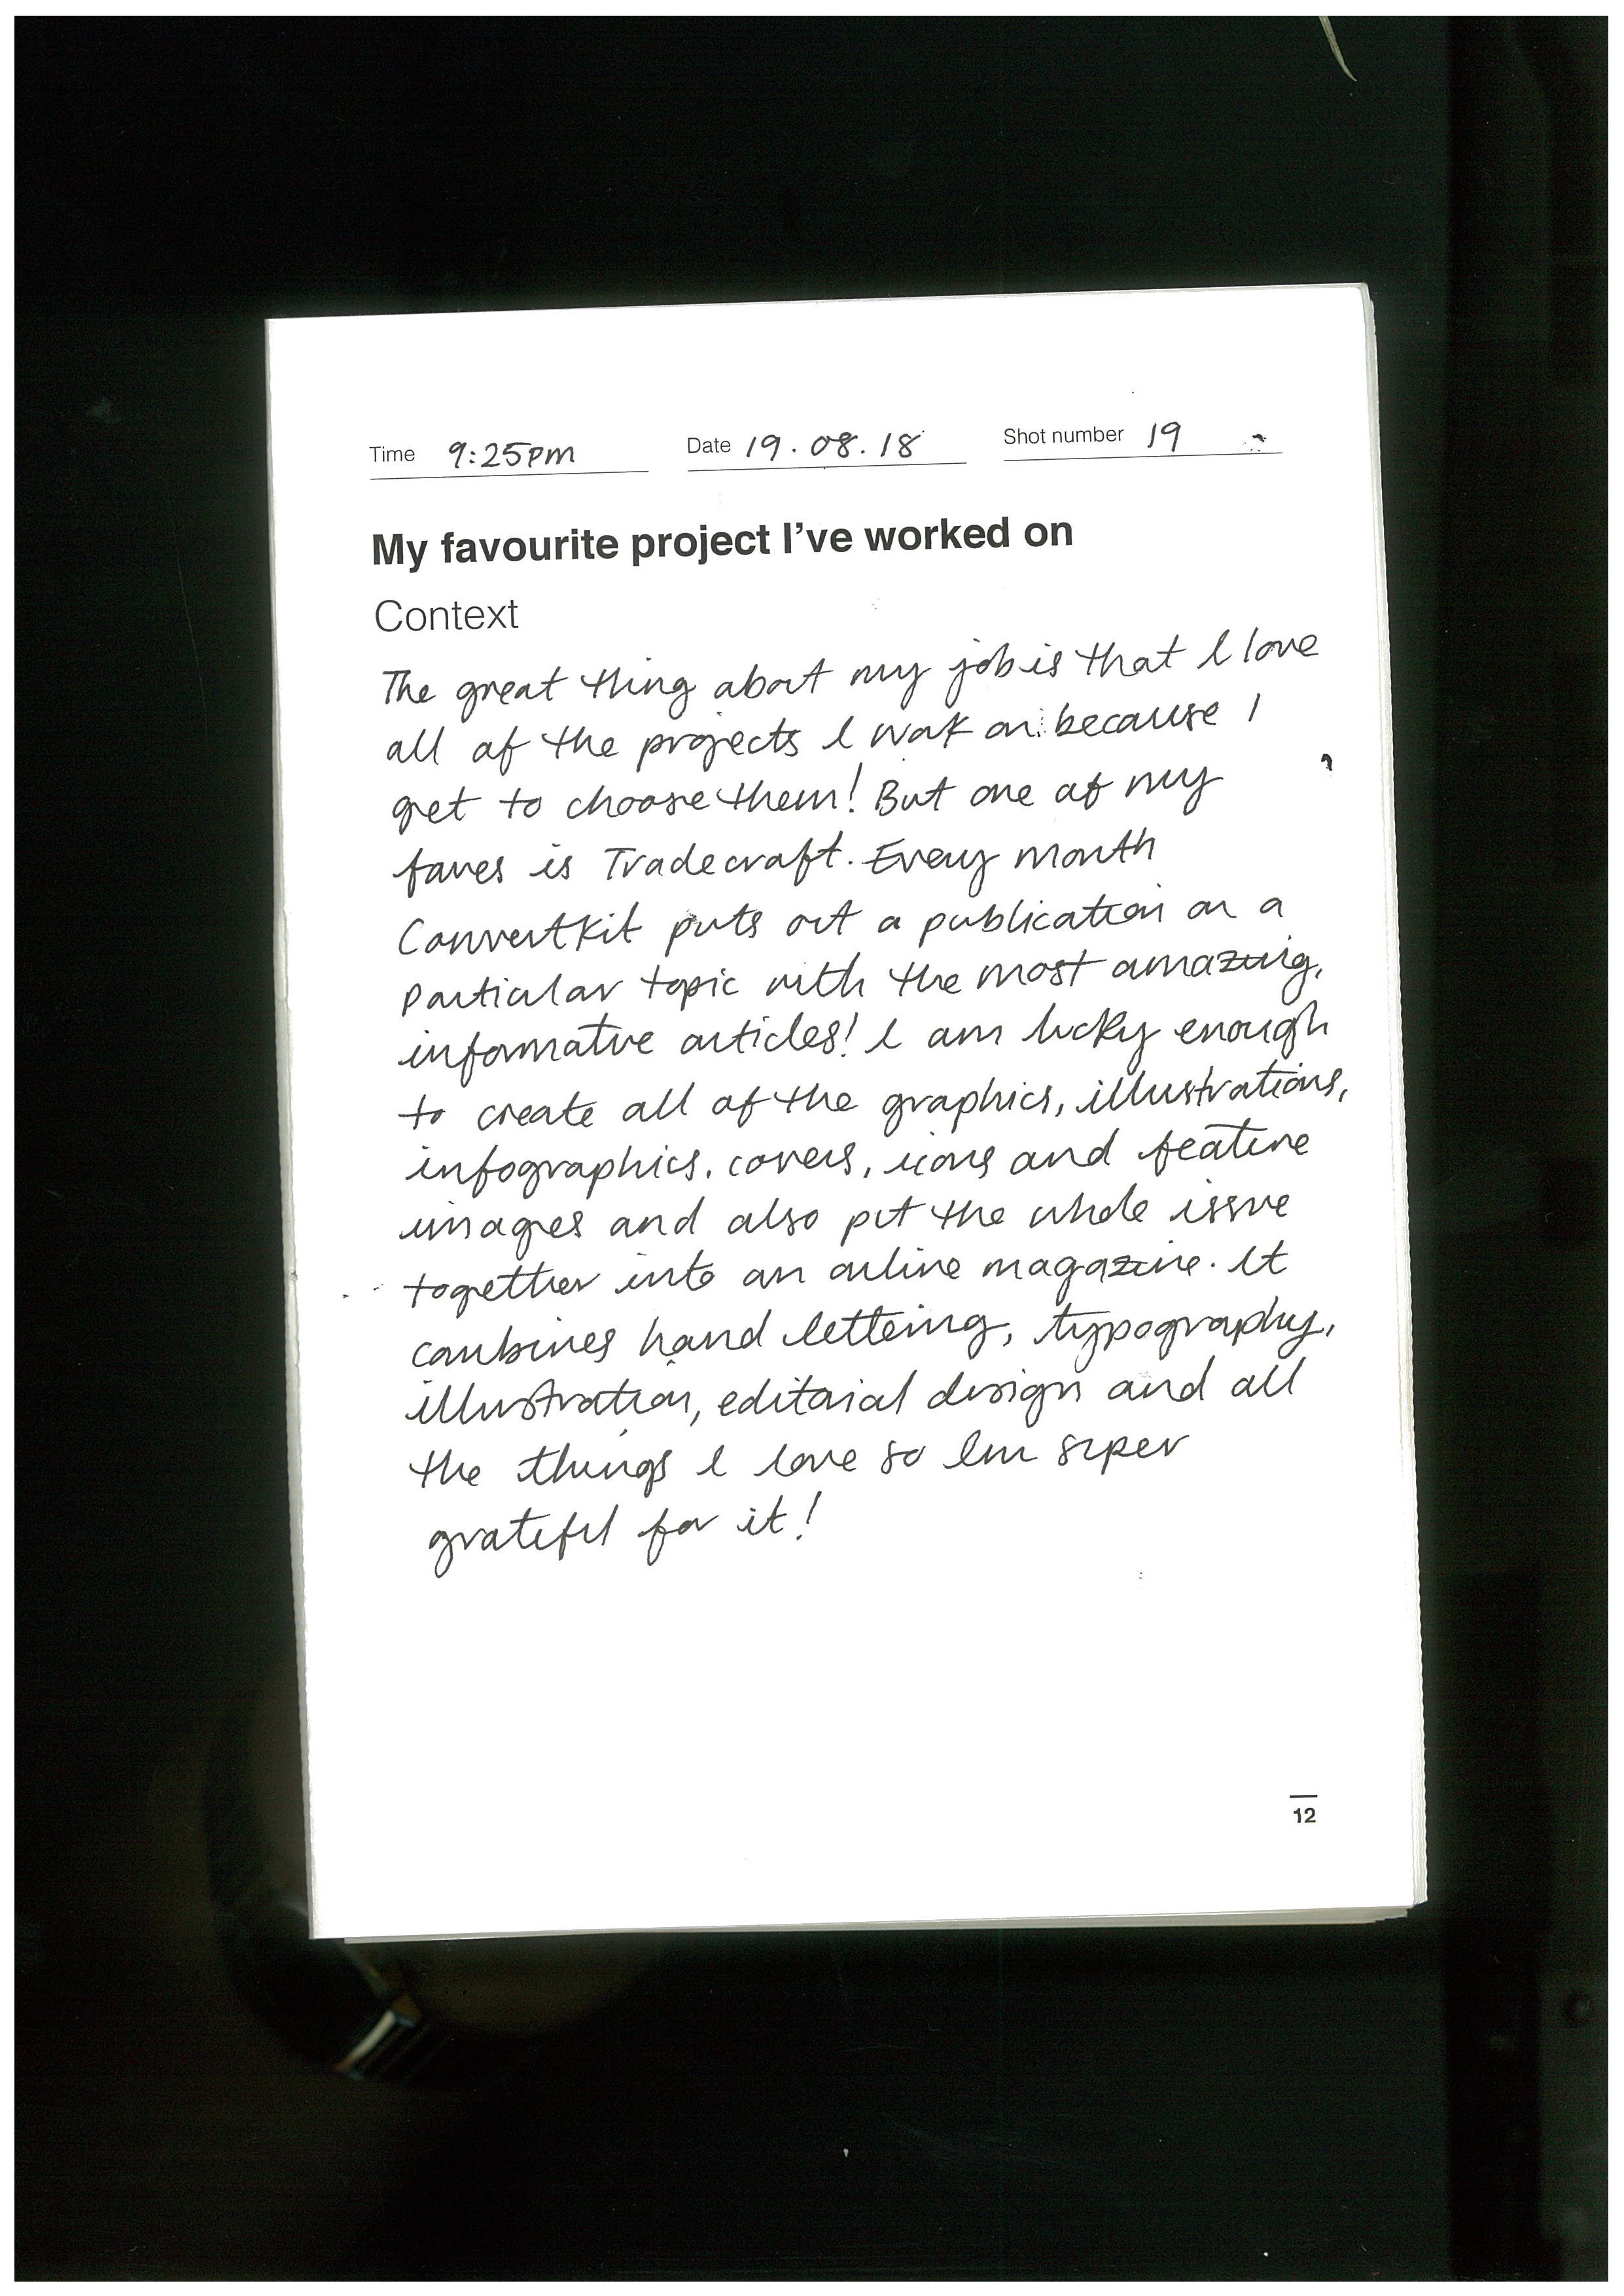 Time 9:25pm Date 19.08.18 Shot number 19
My favourite project I've worked on
Context
The great thing about my job is that I love
all of the projects I work on because I
get to choose them! But one of my
faves is Tradecraft. Every month
ConvertKit puts out a publication on a
particular topic with the most amazing,
informative articles! I am lucky enough
to create all of the graphics, illustrations,
infographics, covers, icons and feature
images and also put the whole issue
together into an online magazine. It
combines hand lettering, typography,
illustration, editorial design and all
the things I love so Im super
grateful for it!
12